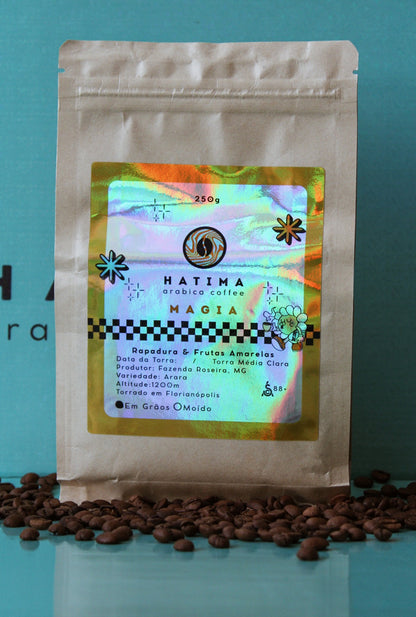 250g
HATIMA
arabica coffee
MAGIA
Rapadura & Frutas Amarelas
Data da Torra: / Torra Média Clara
Produtor: Fazenda Roseira, MG
Variedade: Arara
Altitude:1200m
88+
Torrado em Florianópolis
Em Grãos Moído